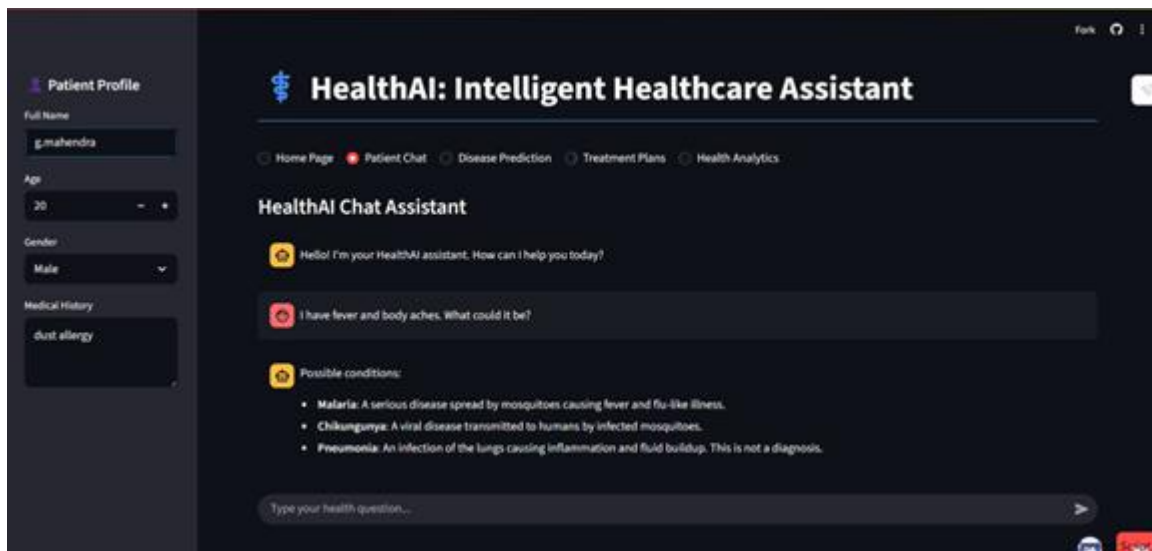 Fork
Patient Profile
Full Name
g.mahendra
Age
20
Gender
Male
Medical History
dust allergy
HealthAI: Intelligent Healthcare Assistant
Home Page Patient Chat Disease Prediction Treatment Plans Health Analytics
HealthAI Chat Assistant
Hello! I'm your HealthAI assistant. How can I help you today?
I have fever and body aches. What could it be?
Possible conditions:
• Malaria: A serious disease spread by mosquitoes causing fever and flu-like illness.
• Chikungunya: A viral disease transmitted to humans by infected mosquitoes.
• Pneumonia: An infection of the lungs causing inflammation and fluid buildup. This is not a diagnosis.
Type your health question...